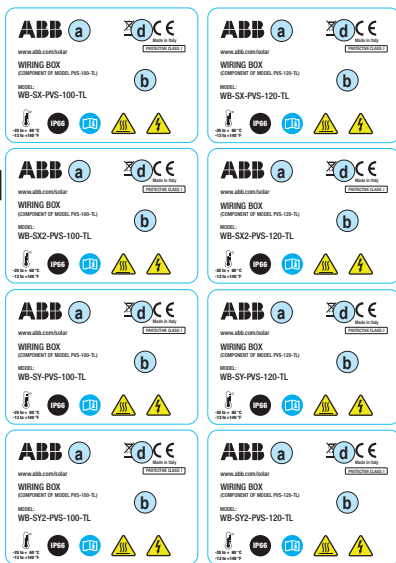 ABB a d CE
Made in Italy
PROTECTIVE CLASS: I
www.abb.com/solar
WIRING BOX
(COMPONENT OF MODEL PVS-100-TL)
b
MODEL:
WB-SX-PVS-100-TL
-25 to + 60 °C
-13 to +140 °F
IP66
ABB a d CE
Made in Italy
PROTECTIVE CLASS: I
www.abb.com/solar
WIRING BOX
(COMPONENT OF MODEL PVS-120-TL)
b
MODEL:
WB-SX-PVS-120-TL
-25 to + 60 °C
-13 to +140 °F
IP66
ABB a d CE
Made in Italy
PROTECTIVE CLASS: I
www.abb.com/solar
WIRING BOX
(COMPONENT OF MODEL PVS-100-TL)
b
MODEL:
WB-SX2-PVS-100-TL
-25 to + 60 °C
-13 to +140 °F
IP66
ABB a d CE
Made in Italy
PROTECTIVE CLASS: I
www.abb.com/solar
WIRING BOX
(COMPONENT OF MODEL PVS-120-TL)
b
MODEL:
WB-SX2-PVS-120-TL
-25 to + 60 °C
-13 to +140 °F
IP66
ABB a d CE
Made in Italy
PROTECTIVE CLASS: I
www.abb.com/solar
WIRING BOX
(COMPONENT OF MODEL PVS-100-TL)
b
MODEL:
WB-SY-PVS-100-TL
-25 to + 60 °C
-13 to +140 °F
IP66
ABB a d CE
Made in Italy
PROTECTIVE CLASS: I
www.abb.com/solar
WIRING BOX
(COMPONENT OF MODEL PVS-120-TL)
b
MODEL:
WB-SY-PVS-120-TL
-25 to + 60 °C
-13 to +140 °F
IP66
ABB a d CE
Made in Italy
PROTECTIVE CLASS: I
www.abb.com/solar
WIRING BOX
(COMPONENT OF MODEL PVS-100-TL)
b
MODEL:
WB-SY2-PVS-100-TL
-25 to + 60 °C
-13 to +140 °F
IP66
ABB a d CE
Made in Italy
PROTECTIVE CLASS: I
www.abb.com/solar
WIRING BOX
(COMPONENT OF MODEL PVS-120-TL)
b
MODEL:
WB-SY2-PVS-120-TL
-25 to + 60 °C
-13 to +140 °F
IP66